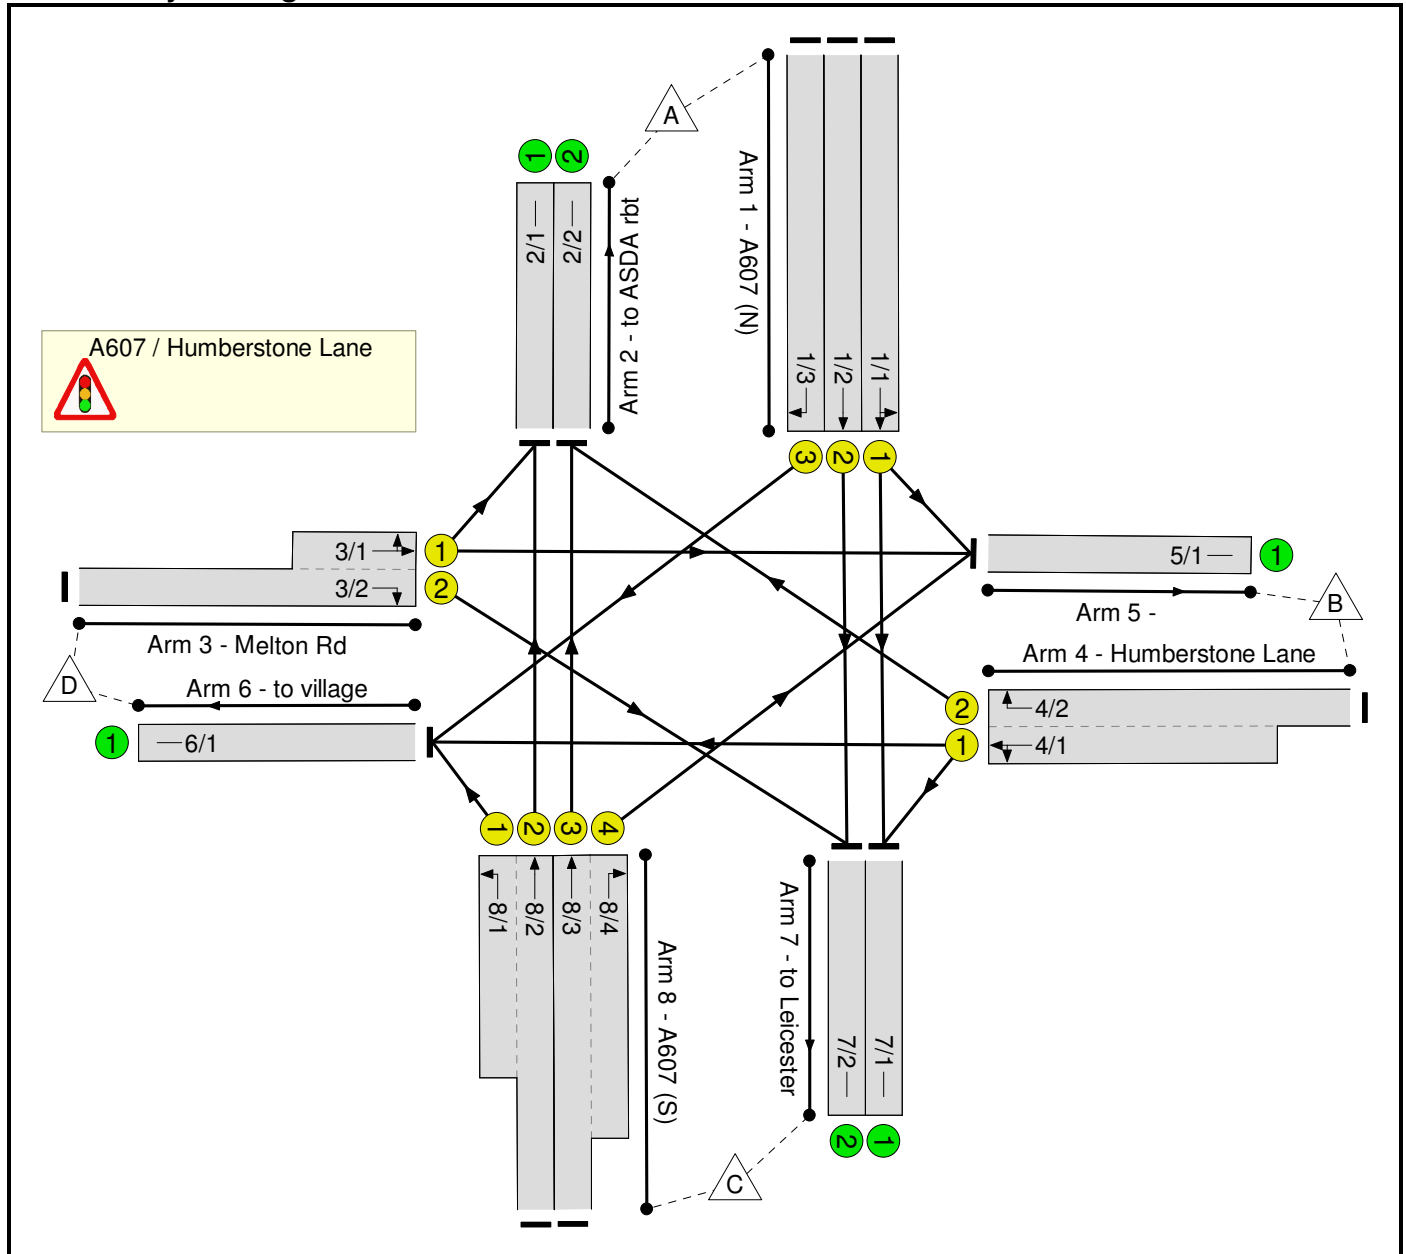 A
1
2
2/1
2/2
Arm 2 - to ASDA rbt
Arm 1 - A607 (N)
1/3
1/2
1/1
3
2
1
A607 / Humberstone Lane
3/1
3/2
1
2
Arm 3 - Melton Rd
D
Arm 6 - to village
1
6/1
5/1
1
Arm 5 -
B
Arm 4 - Humberstone Lane
2
1
4/2
4/1
1
2
3
4
8/1
8/2
8/3
8/4
Arm 8 - A607 (S)
Arm 7 - to Leicester
7/2
7/1
2
1
C